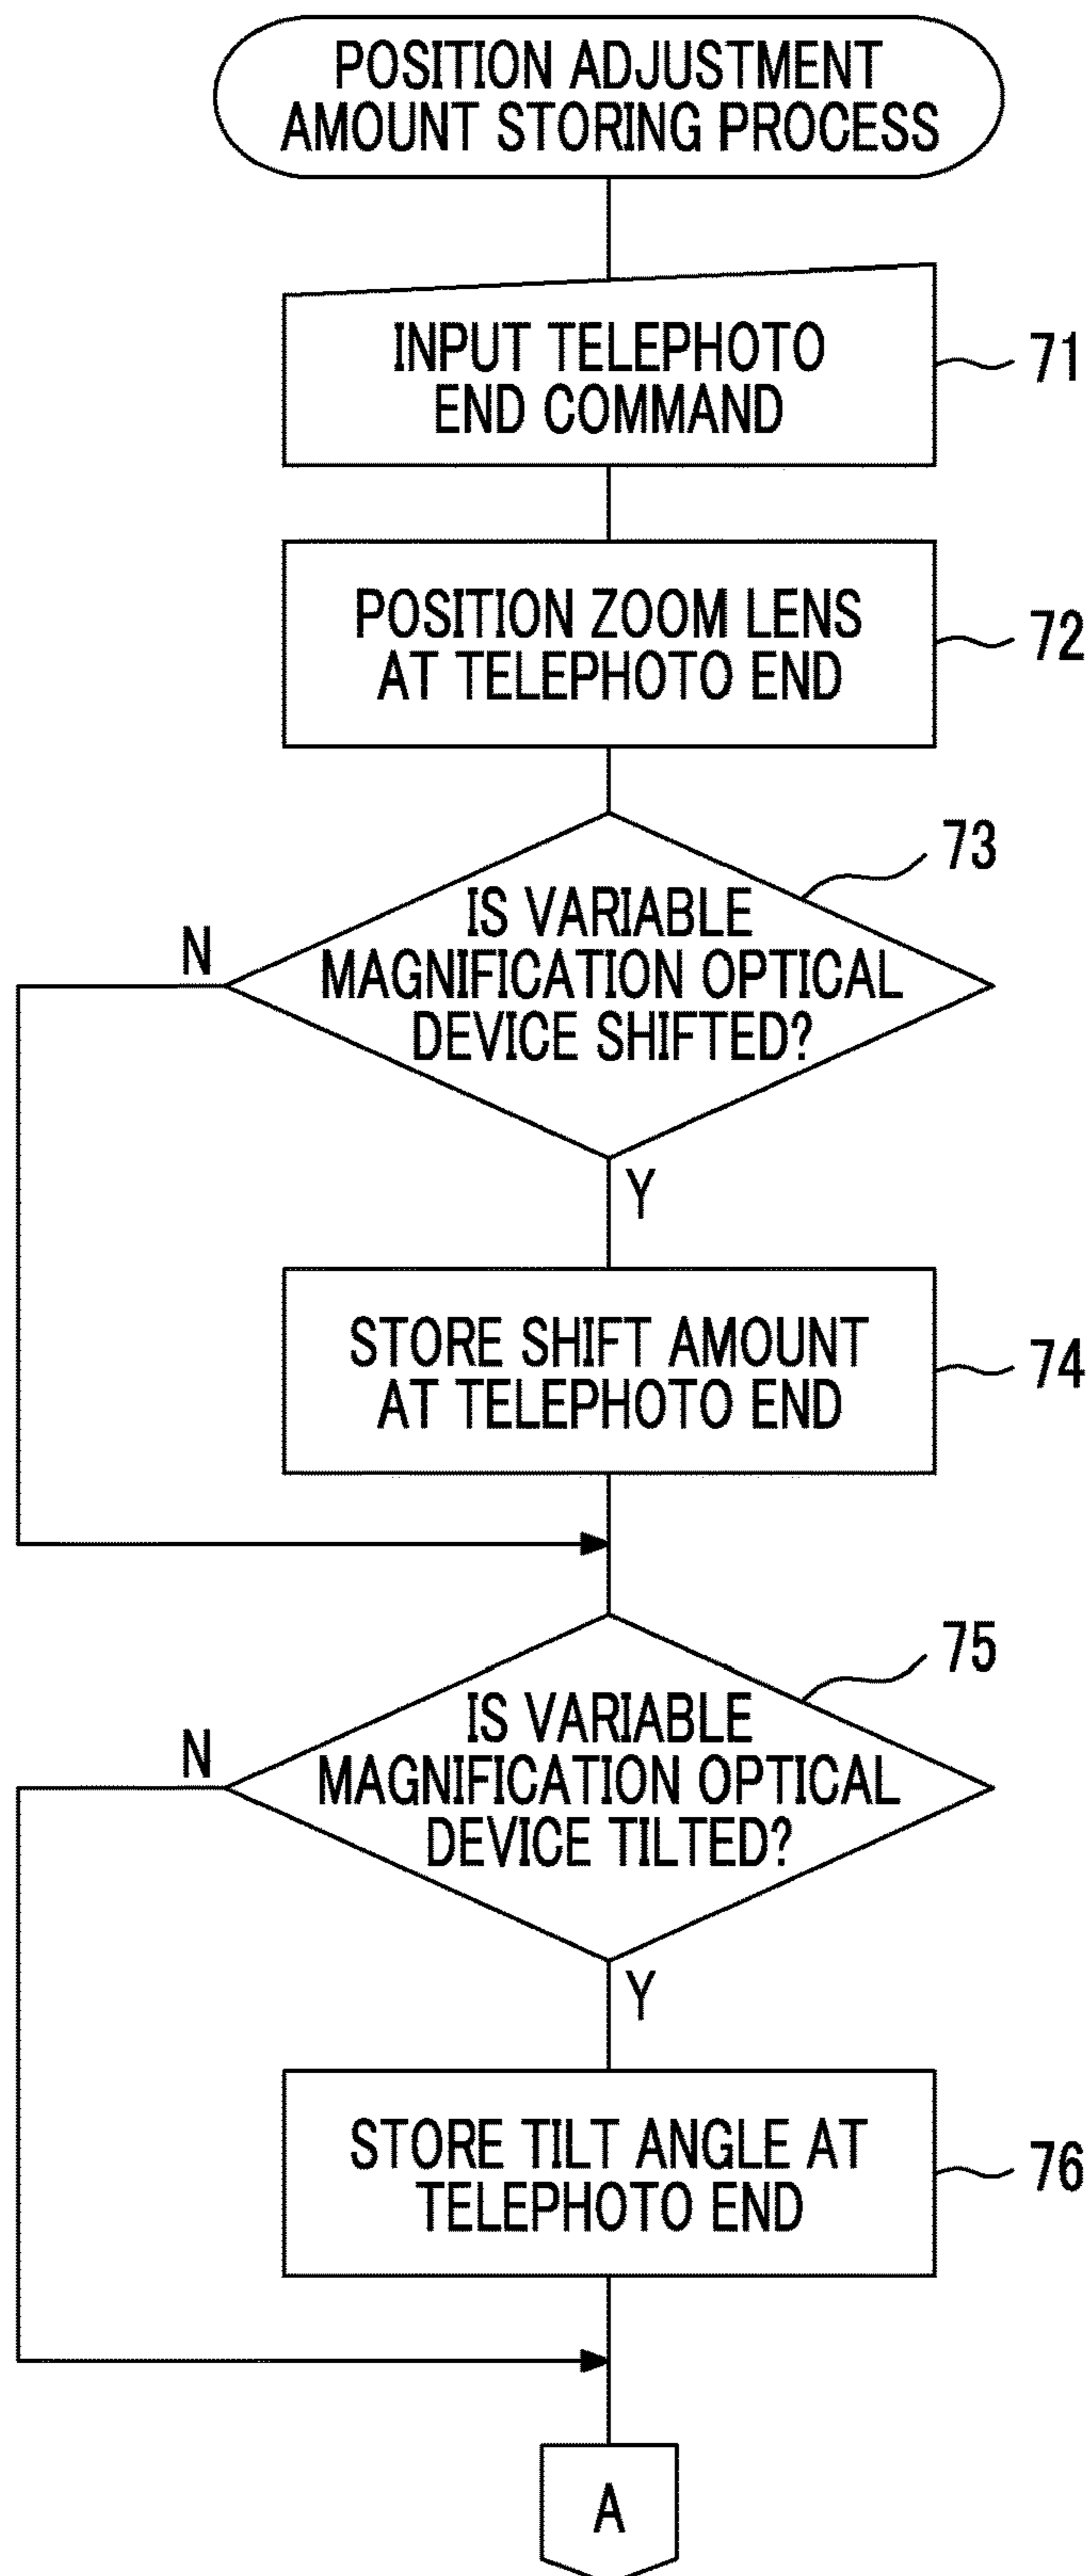 POSITION ADJUSTMENT
AMOUNT STORING PROCESS
INPUT TELEPHOTO
END COMMAND
71
POSITION ZOOM LENS
AT TELEPHOTO END
72
73
IS VARIABLE
MAGNIFICATION OPTICAL
DEVICE SHIFTED?
N
Y
STORE SHIFT AMOUNT
AT TELEPHOTO END
74
75
IS VARIABLE
MAGNIFICATION OPTICAL
DEVICE TILTED?
N
Y
STORE TILT ANGLE AT
TELEPHOTO END
76
A